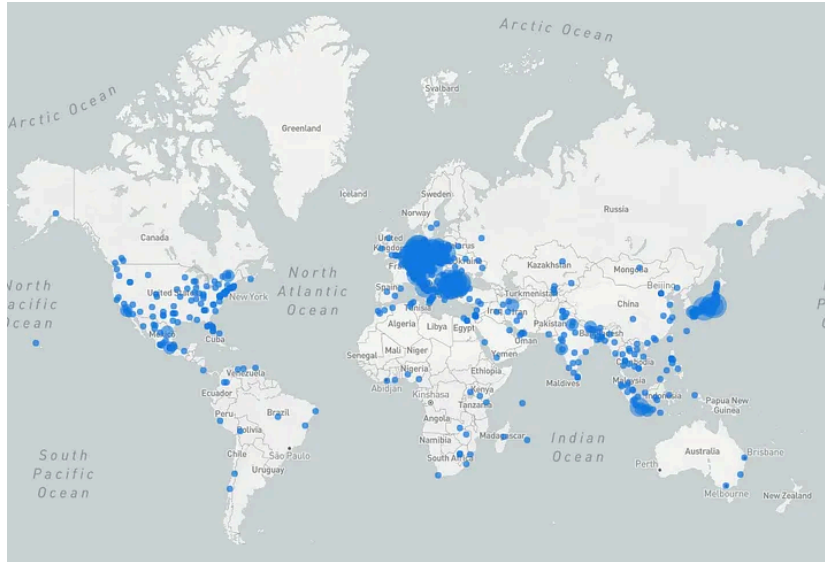 Arctic Ocean
Svalbard
Arctic Ocean
Greenland
Iceland
Sweden
Norway
Russia
Canada
United
Kazakhstan
Mongolia
North
Atlantic
Ocean
Spain
Turkmenistan
Beijing
New York
China
Tunisia
Iran
Algeria
Libya
Egypt
Pakistan
Cuba
Oman
Senegal
Mali
Niger
Yemen
Venezuela
Nigeria
Ethiopia
Maldives
Malaysia
Abidjan
Kenya
Ecuador
Kinshasa
Tanzania
Papua New
Guinea
Peru
Brazil
Angola
Bolivia
Namibia
Madagascar
Indian
Ocean
Australia
Brisbane
South
Pacific
Ocean
Chile
São Paulo
South Africa
Perth
Uruguay
Melbourne
New Zealand